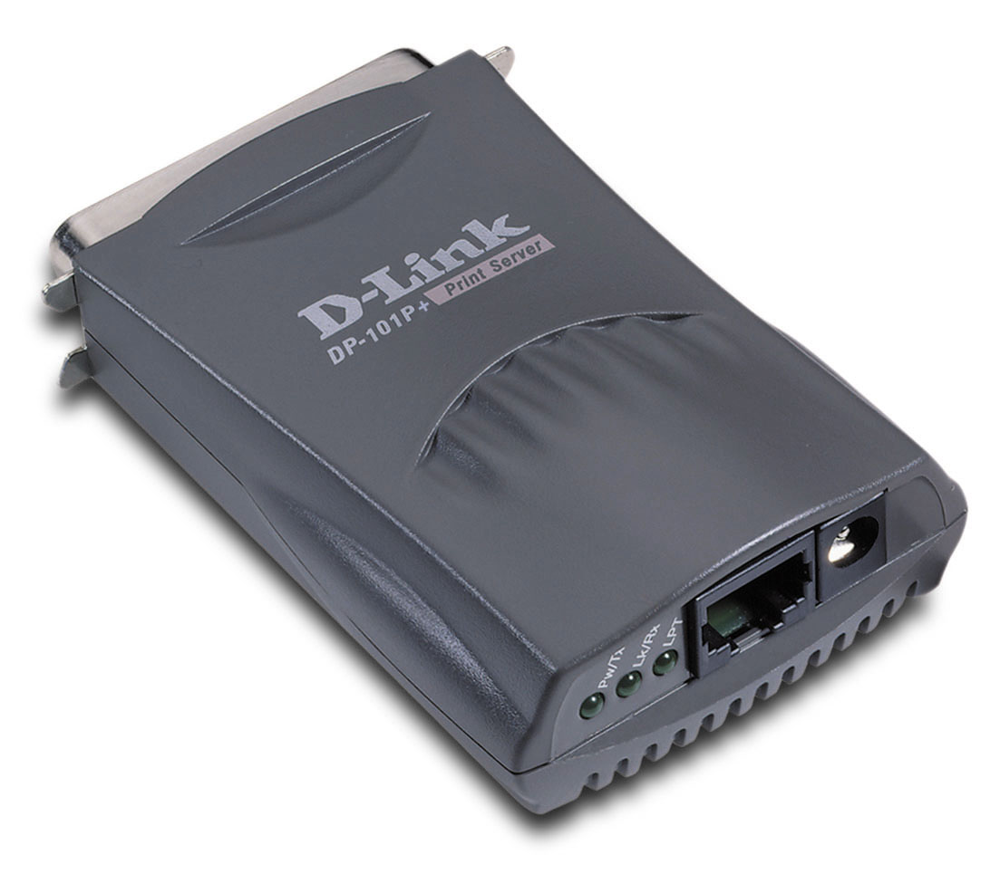 D-Link
DP-101P+ Print Server
Pw/Tx
Lk/Rx
LPT